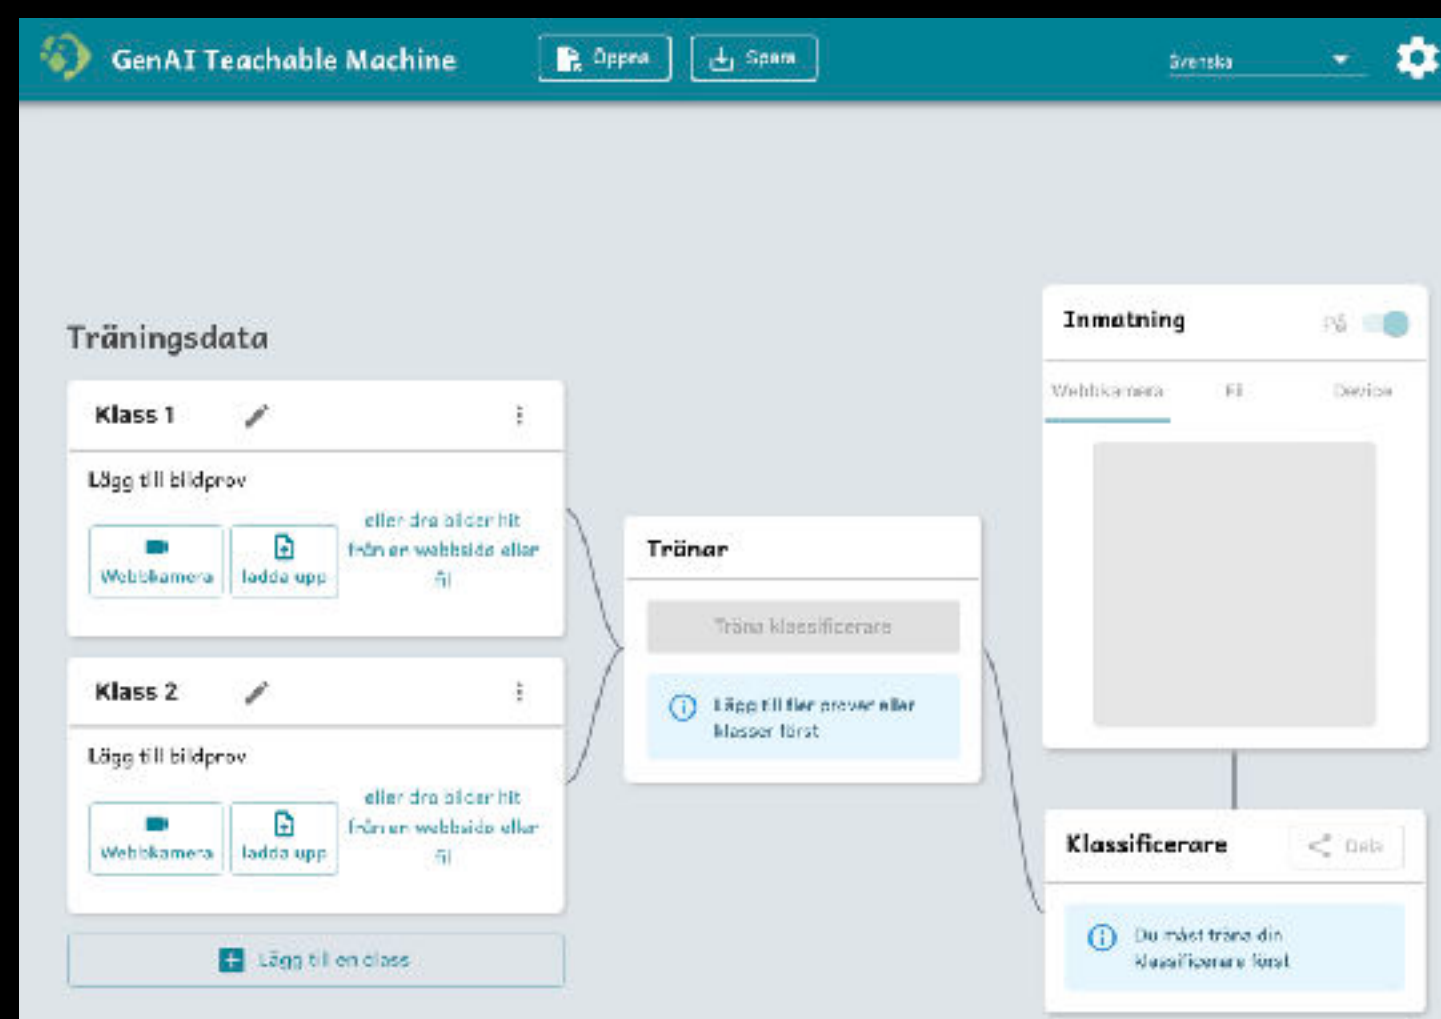 GenAI Teachable Machine
Öppna
Spara
Svenska
Träningsdata
Klass 1
Lägg till bildprov
Webbkamera
ladda upp
eller dra bilder hit
från en webbsida eller
fil
Klass 2
Lägg till bildprov
Webbkamera
ladda upp
eller dra bilder hit
från en webbsida eller
fil
Lägg till en class
Tränar
Träna klassificerare
Lägg till fler prover eller
klasser först
Inmatning
På
Webbkamera
Fil
Device
Klassificerare
Dela
Du måst träna din
klassificerare först